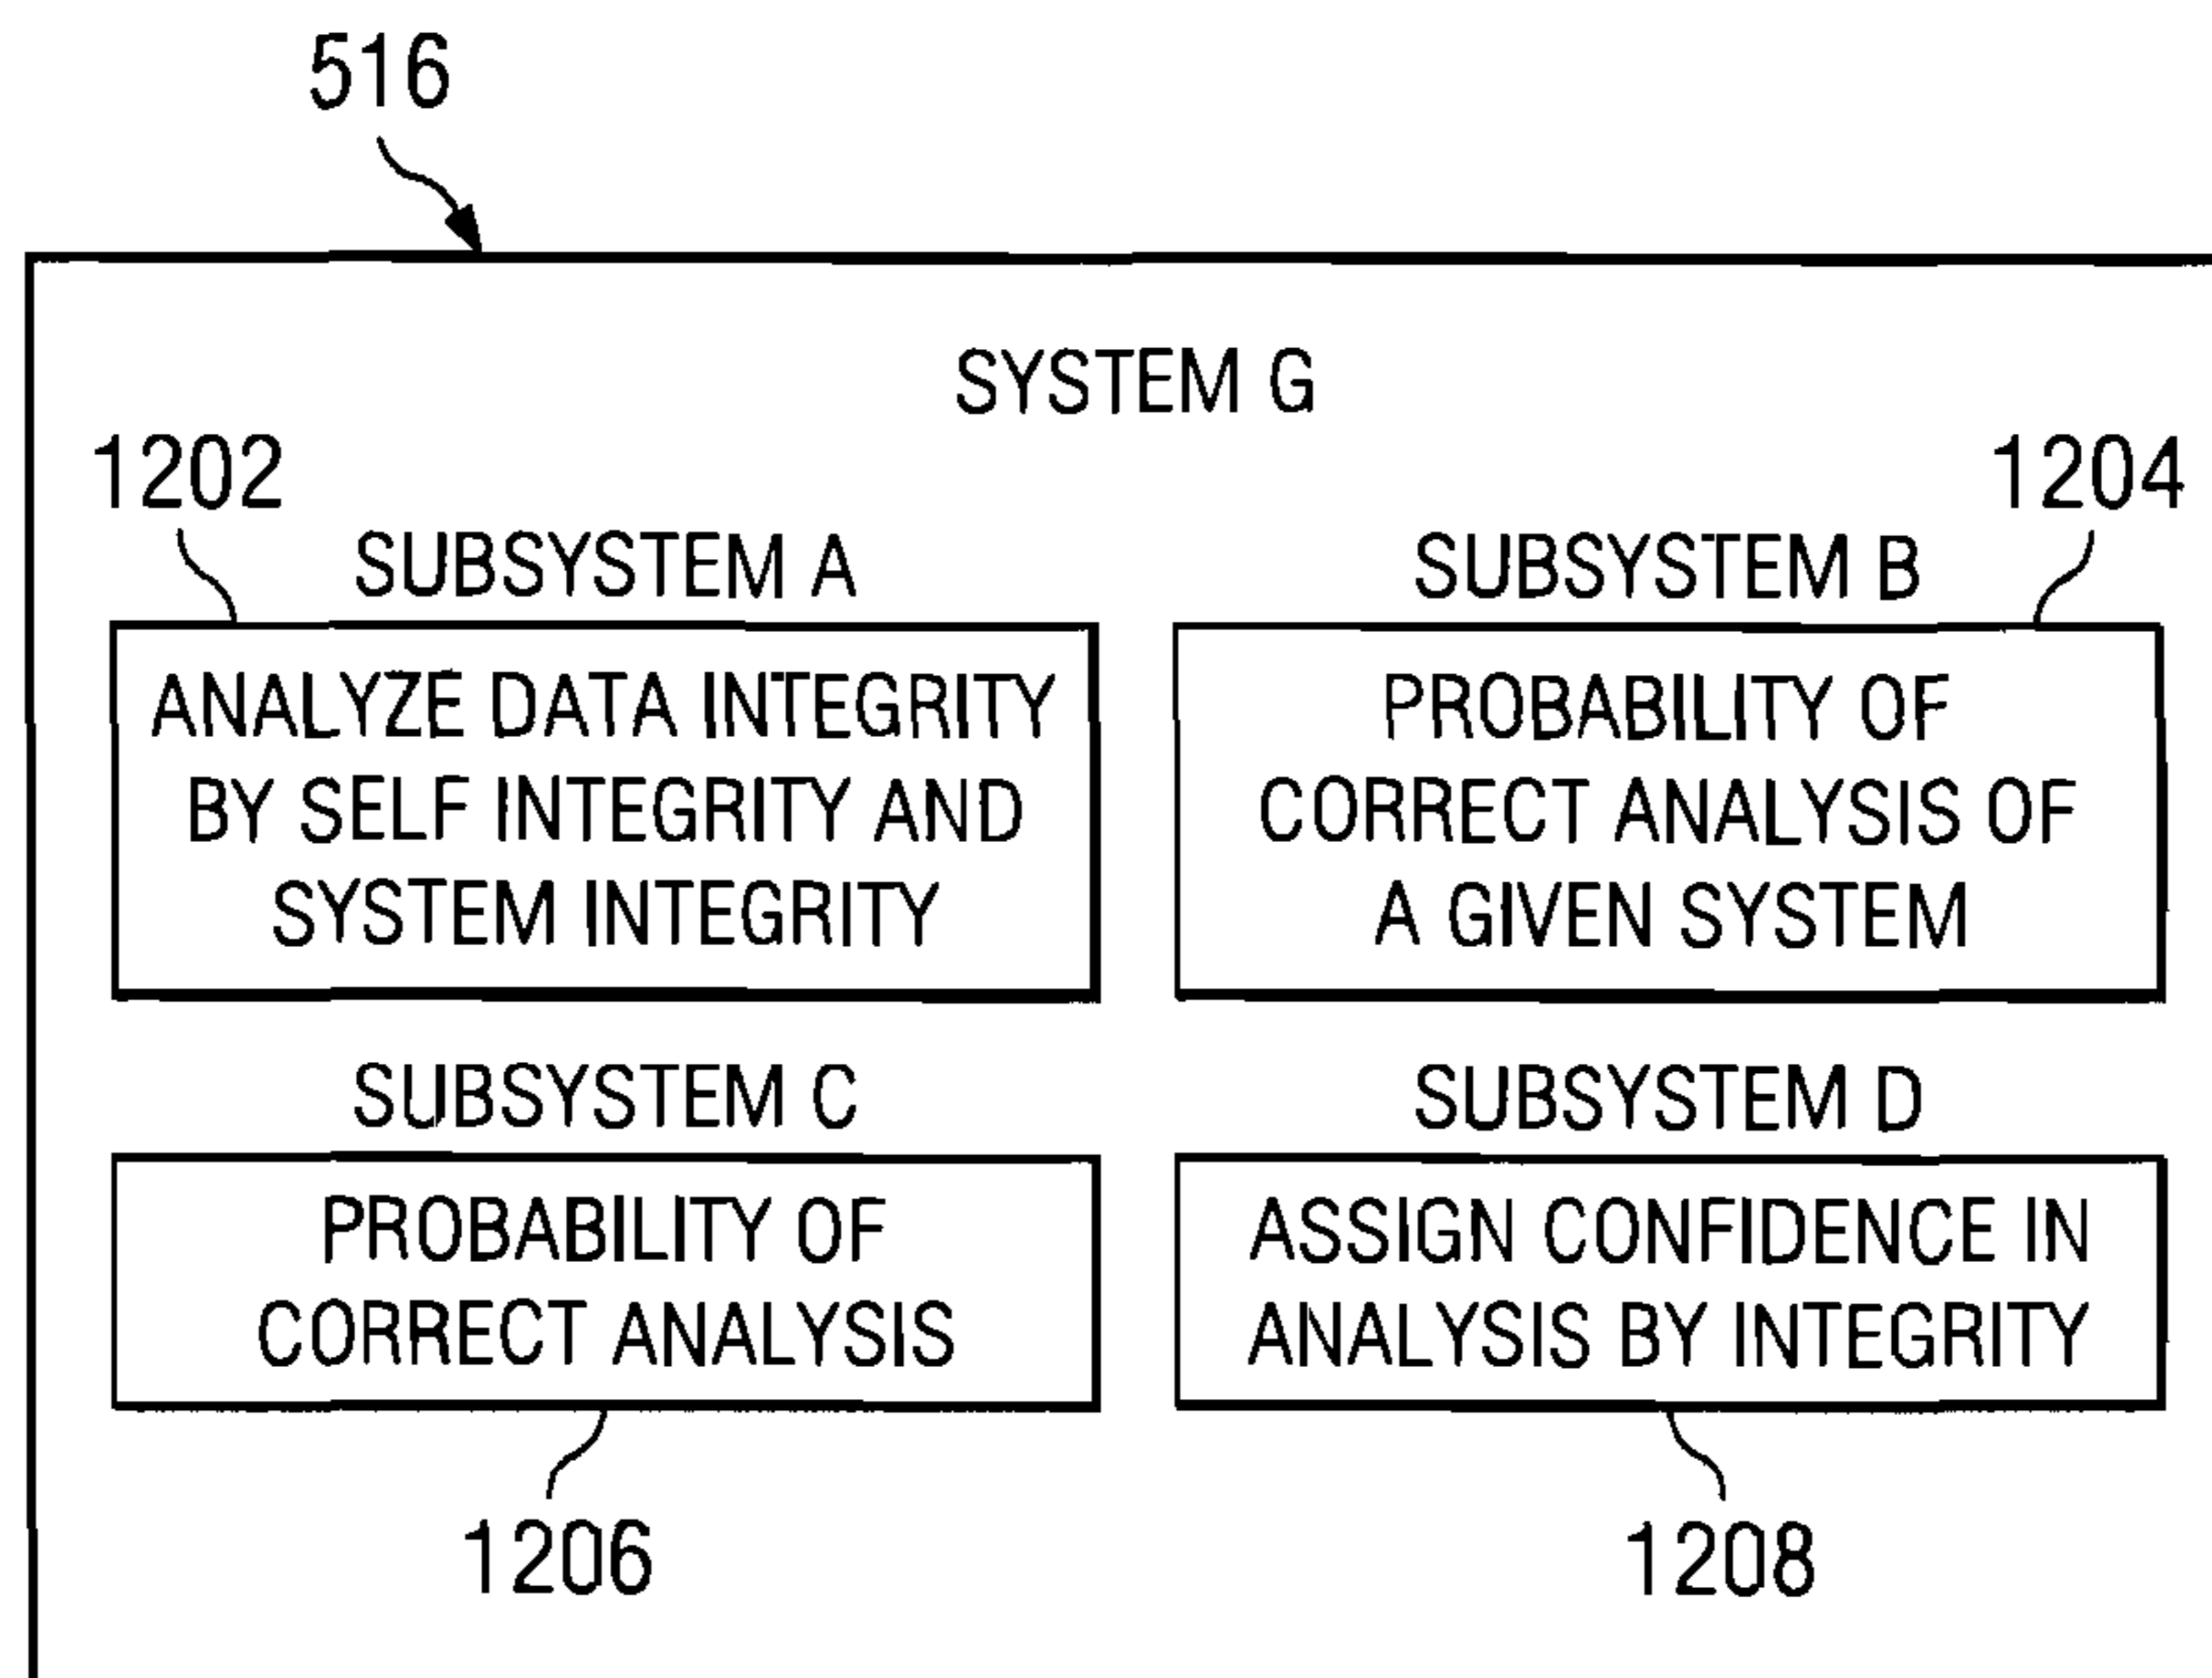 516
SYSTEM G
1202
1204
SUBSYSTEM A
SUBSYSTEM B
ANALYZE DATA INTEGRITY
BY SELF INTEGRITY AND
SYSTEM INTEGRITY
PROBABILITY OF
CORRECT ANALYSIS OF
A GIVEN SYSTEM
SUBSYSTEM C
SUBSYSTEM D
PROBABILITY OF
CORRECT ANALYSIS
ASSIGN CONFIDENCE IN
ANALYSIS BY INTEGRITY
1206
1208